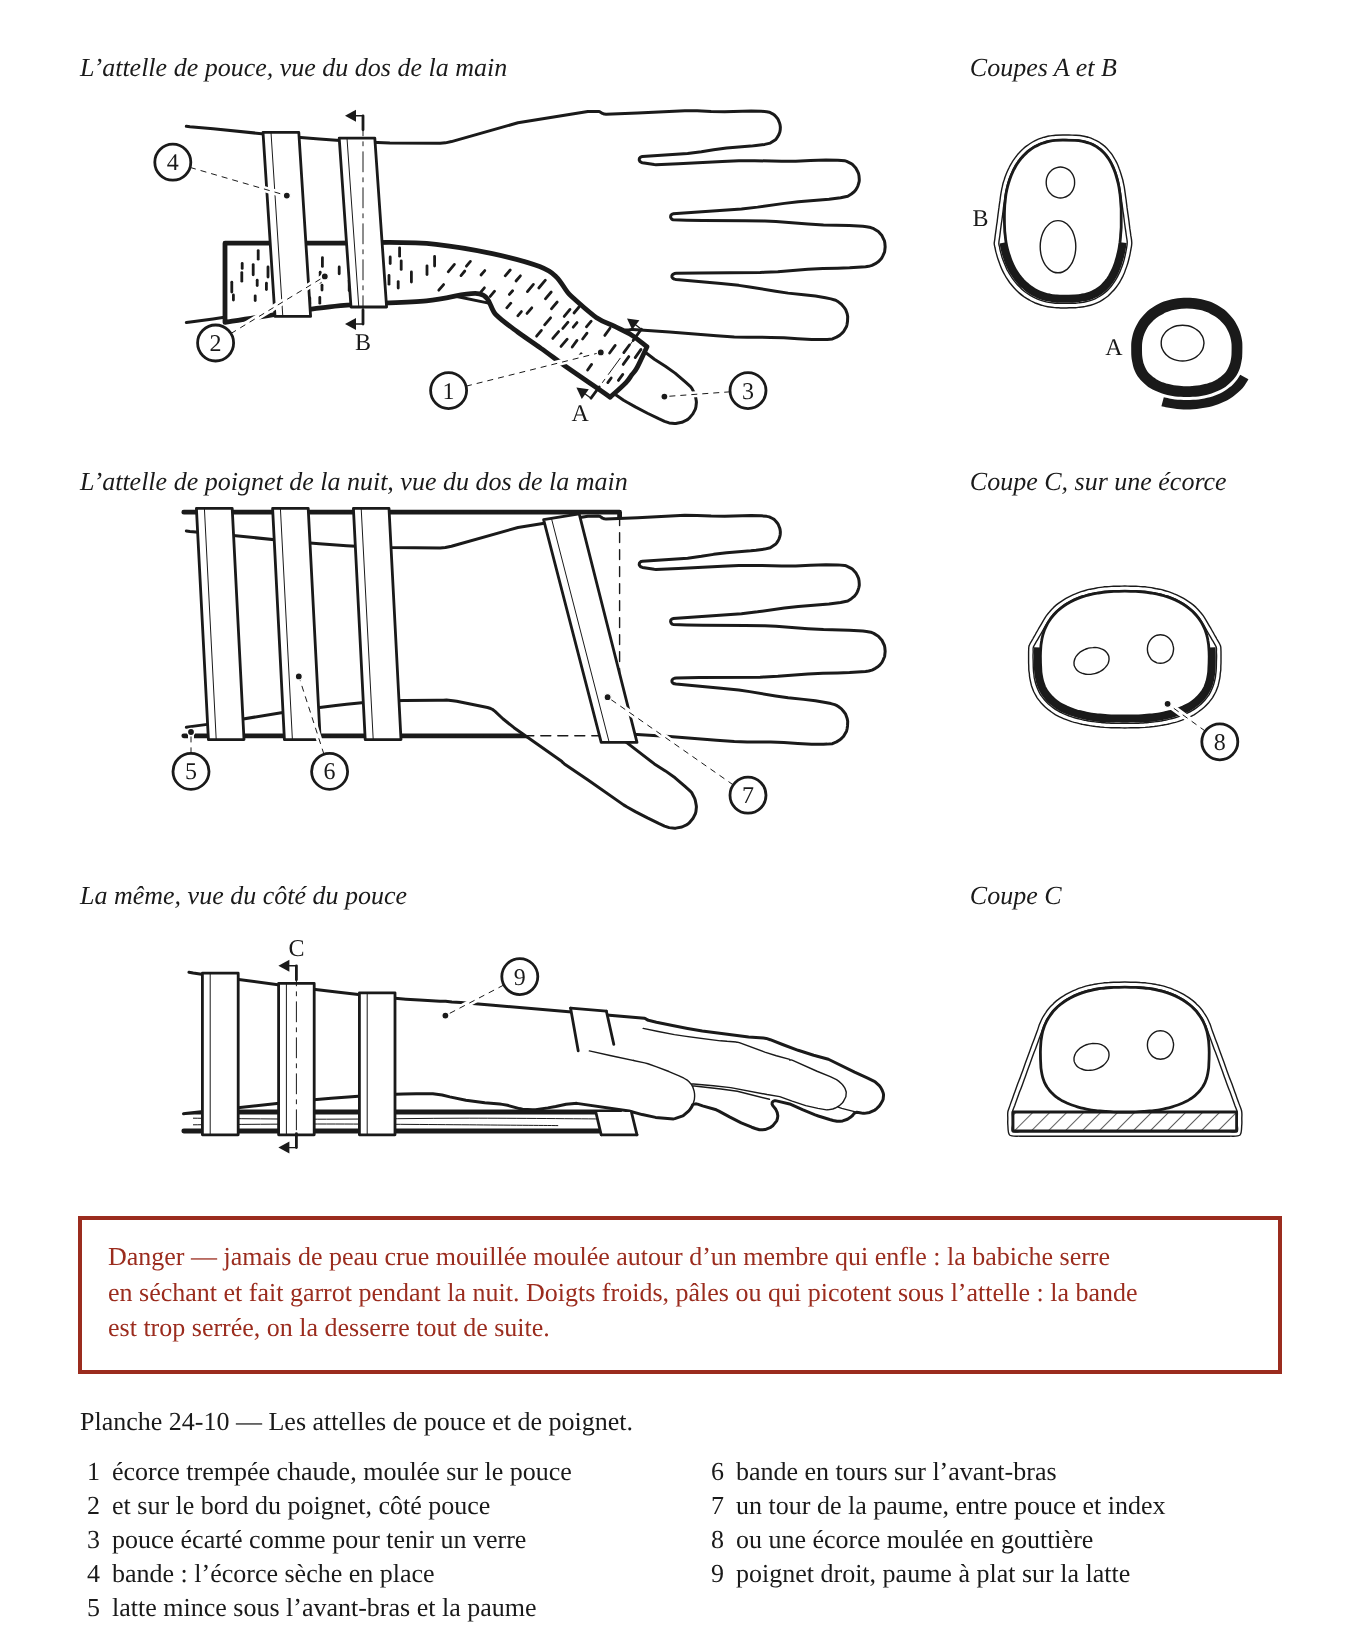 L’attelle de pouce, vue du dos de la main
Coupes A et B
4
2
B
1
A
3
B
A
L’attelle de poignet de la nuit, vue du dos de la main
Coupe C, sur une écorce
5
6
7
8
La même, vue du côté du pouce
Coupe C
C
9
Danger — jamais de peau crue mouillée moulée autour d’un membre qui enfle : la babiche serre
en séchant et fait garrot pendant la nuit. Doigts froids, pâles ou qui picotent sous l’attelle : la bande
est trop serrée, on la desserre tout de suite.
Planche 24-10 — Les attelles de pouce et de poignet.
1 écorce trempée chaude, moulée sur le pouce
2 et sur le bord du poignet, côté pouce
3 pouce écarté comme pour tenir un verre
4 bande : l’écorce sèche en place
5 latte mince sous l’avant-bras et la paume
6 bande en tours sur l’avant-bras
7 un tour de la paume, entre pouce et index
8 ou une écorce moulée en gouttière
9 poignet droit, paume à plat sur la latte